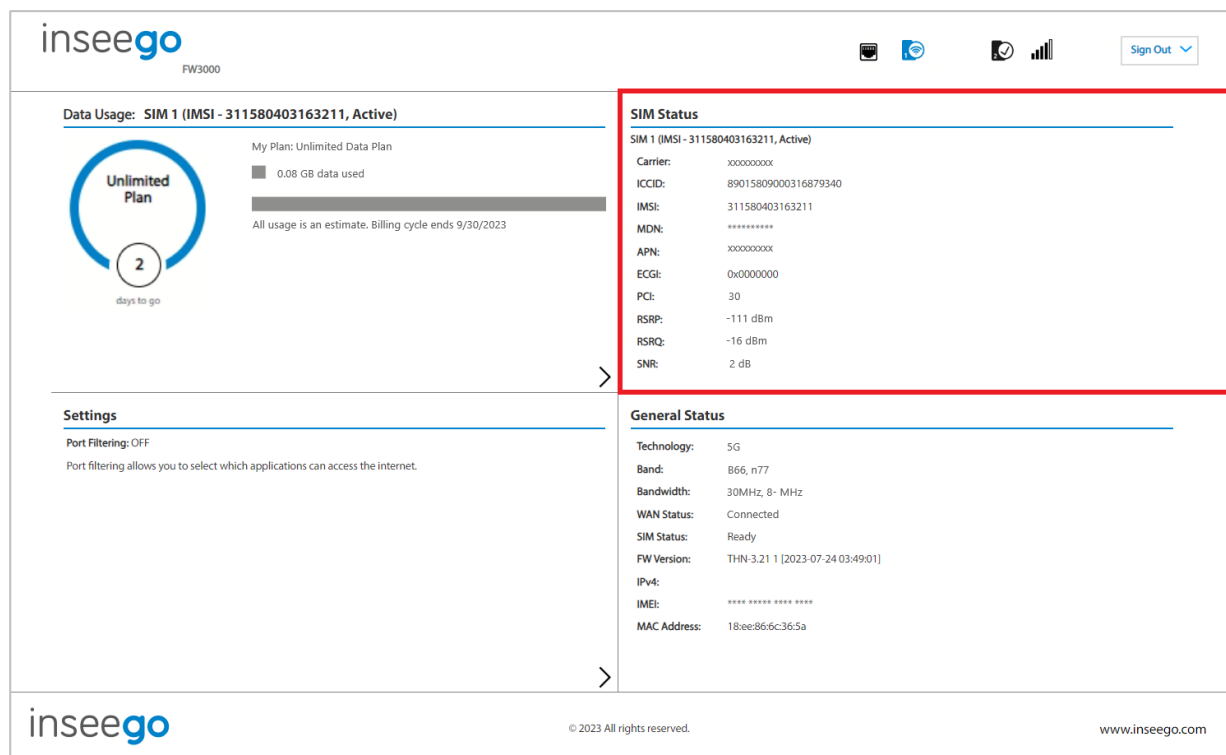 inseego
FW3000
1
2
Sign Out
Data Usage: SIM 1 (IMSI - 311580403163211, Active)
Unlimited
Plan
2
days to go
My Plan: Unlimited Data Plan
0.08 GB data used
All usage is an estimate. Billing cycle ends 9/30/2023
SIM Status
SIM 1 (IMSI - 311580403163211, Active)
Carrier: xxxxxxxxx
ICCID: 89015809000316879340
IMSI: 311580403163211
MDN: **********
APN: xxxxxxxxx
ECGI: 0x0000000
PCI: 30
RSRP: -111 dBm
RSRQ: -16 dBm
SNR: 2 dB
Settings
Port Filtering: OFF
Port filtering allows you to select which applications can access the internet.
General Status
Technology: 5G
Band: B66, n77
Bandwidth: 30MHz, 8- MHz
WAN Status: Connected
SIM Status: Ready
FW Version: THN-3.21 1 [2023-07-24 03:49:01]
IPv4:
IMEI: **** ***** **** ****
MAC Address: 18:ee:86:6c:36:5a
inseego
© 2023 All rights reserved.
www.inseego.com